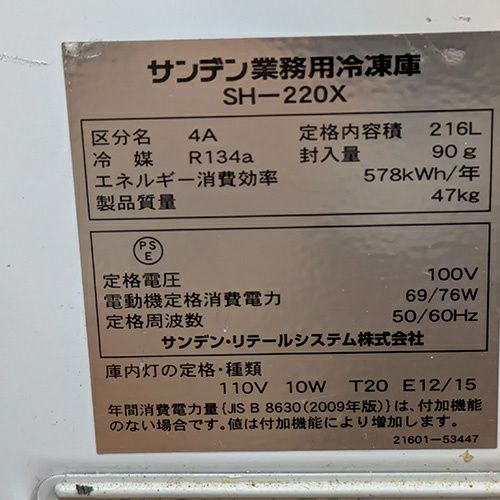 サンデン業務用冷凍庫
SH-220X
区分名 4A 定格内容積 216L
冷 媒 R134a 封入量 90g
エネルギー消費効率 578kWh/年
製品質量 47kg
PS
E
定格電圧 100V
電動機定格消費電力 69/76W
定格周波数 50/60Hz
サンデン・リテールシステム株式会社
庫内灯の定格・種類
110V 10W T20 E12/15
年間消費電力量{JIS B 8630(2009年版)}は、付加機能
のない場合です。値は付加機能により増加します。
21601-53447